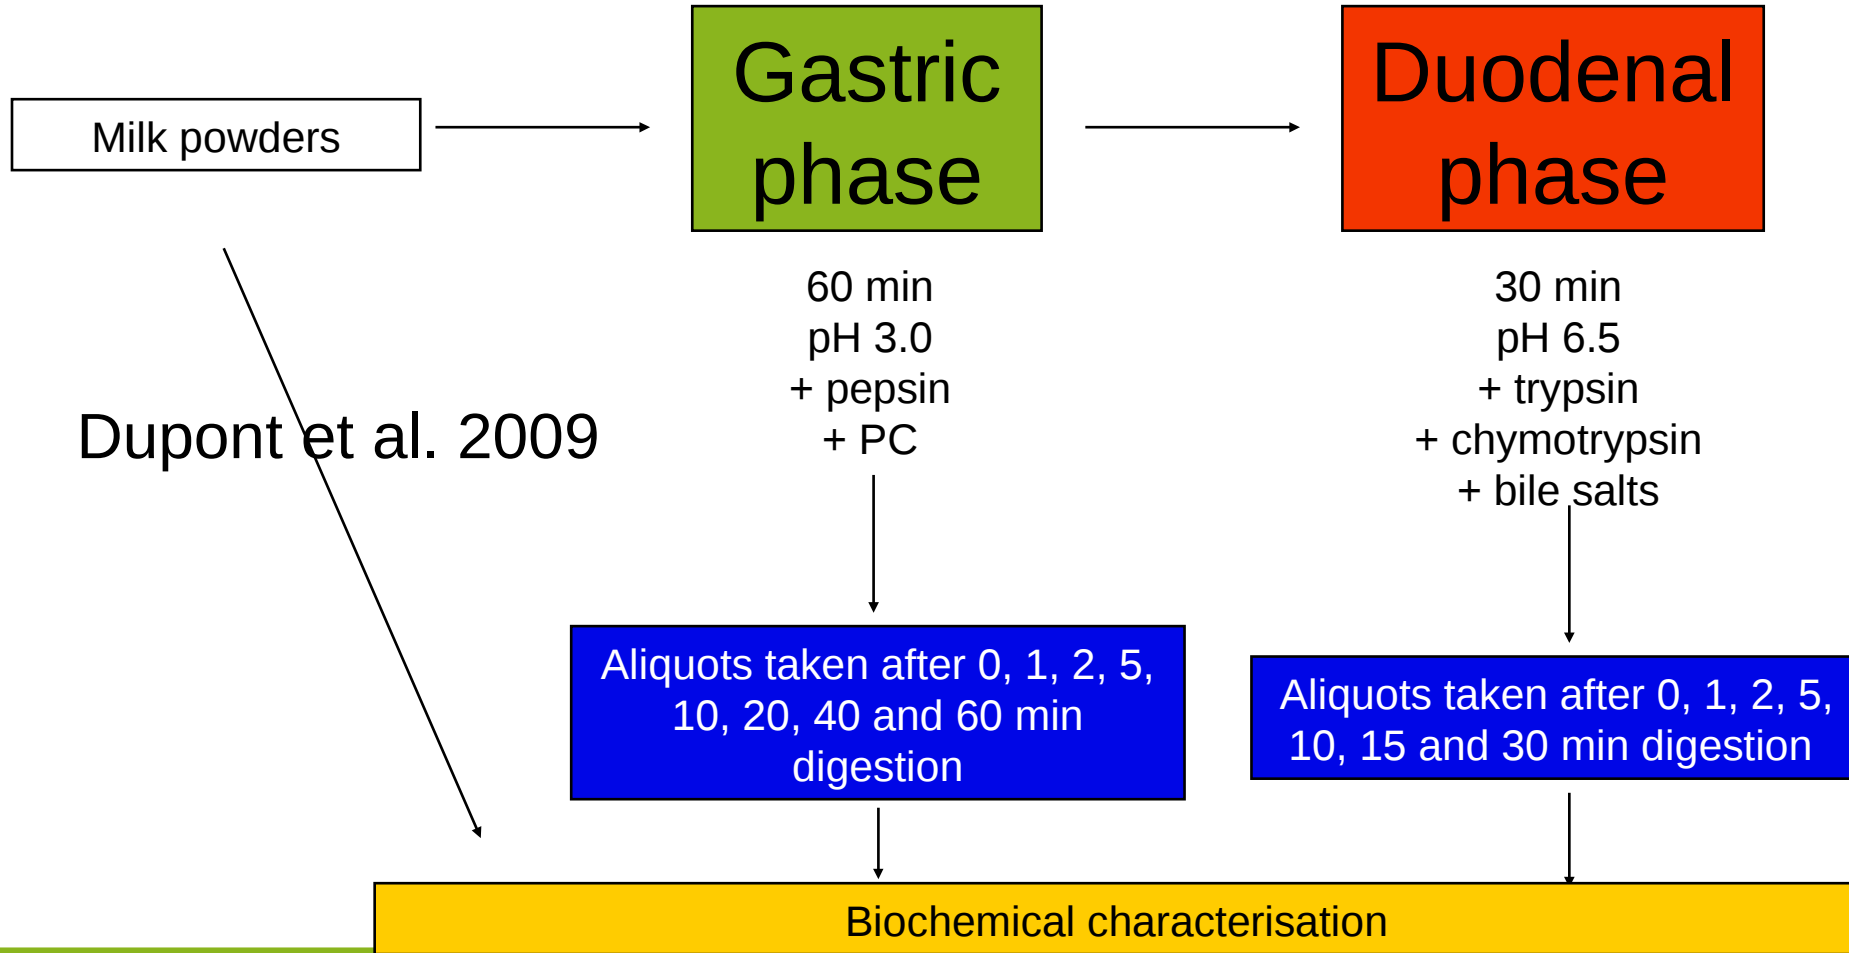 Milk powders
Gastric
phase
Duodenal
phase
60 min
pH 3.0
+ pepsin
+ PC
30 min
pH 6.5
+ trypsin
+ chymotrypsin
+ bile salts
Dupont et al. 2009
Aliquots taken after 0, 1, 2, 5,
10, 20, 40 and 60 min
digestion
Aliquots taken after 0, 1, 2, 5,
10, 15 and 30 min digestion
Biochemical characterisation